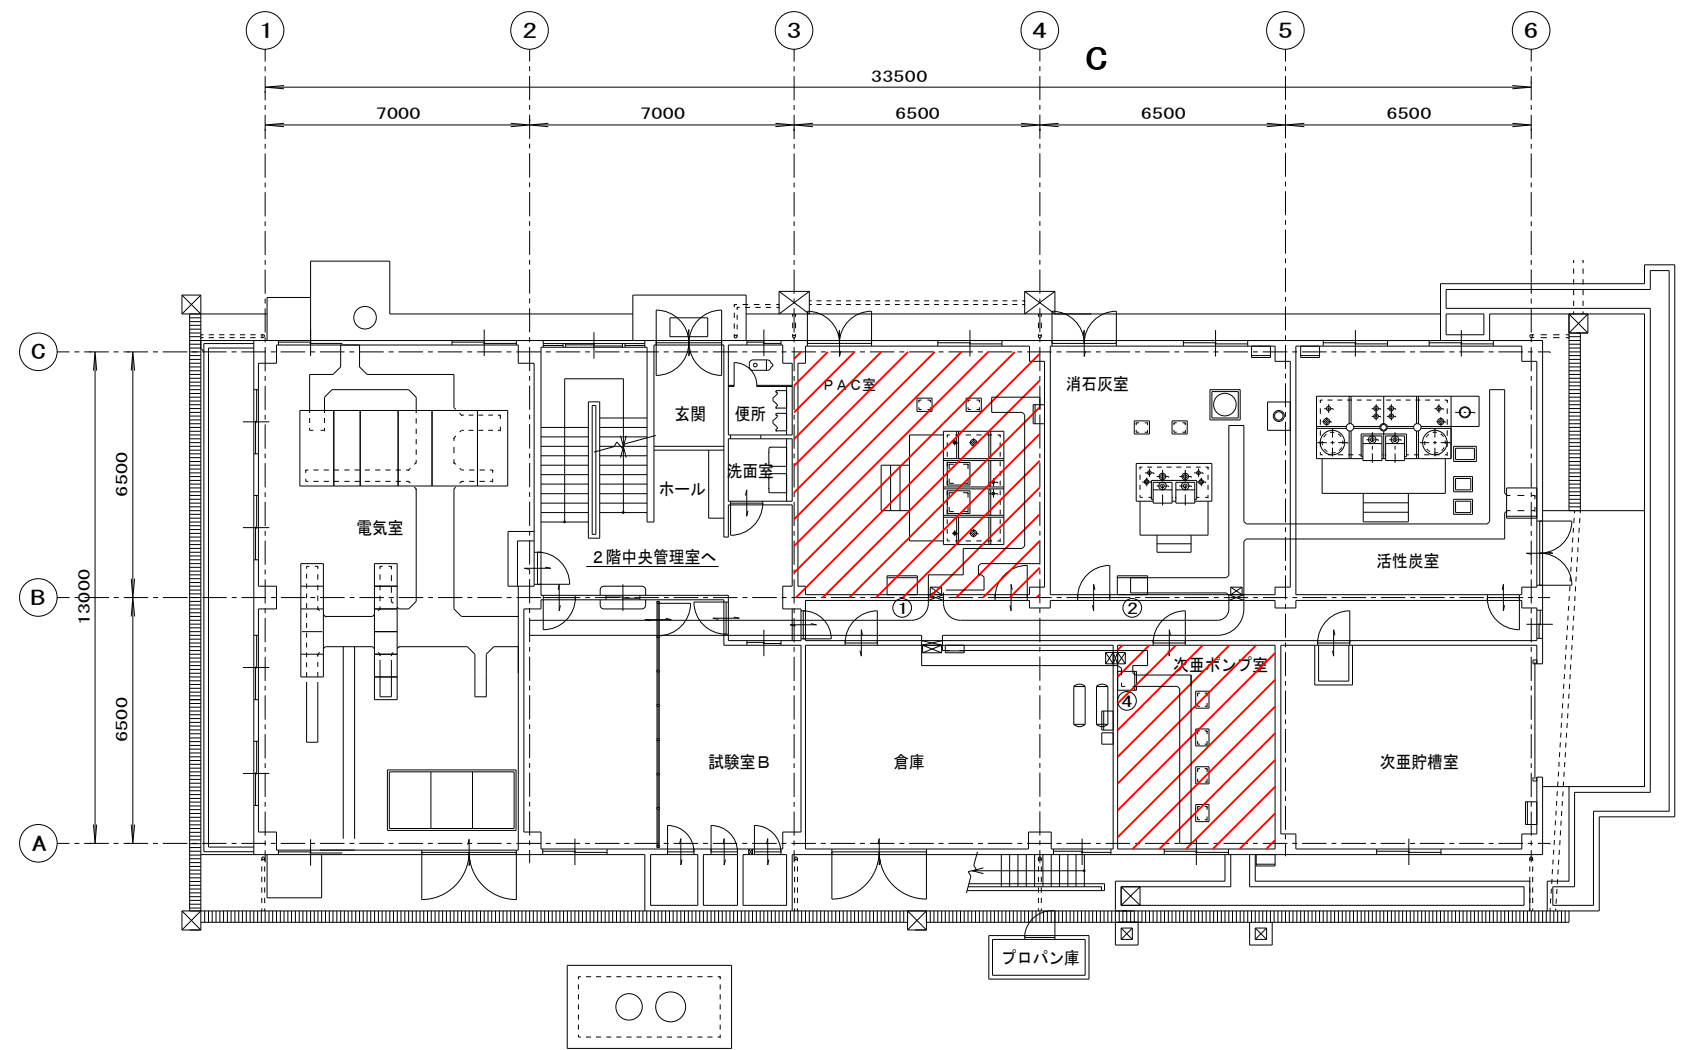 1 2 3 4 5 6
C
33500
7000 7000 6500 6500 6500
C
PAC室
消石灰室
玄関
便所
6500
洗面室
ホール
電気室
2階中央管理室へ
活性炭室
13000
B
① ②
次亜ポンプ室
④
6500
試験室B
倉庫
次亜貯槽室
A
プロパン庫